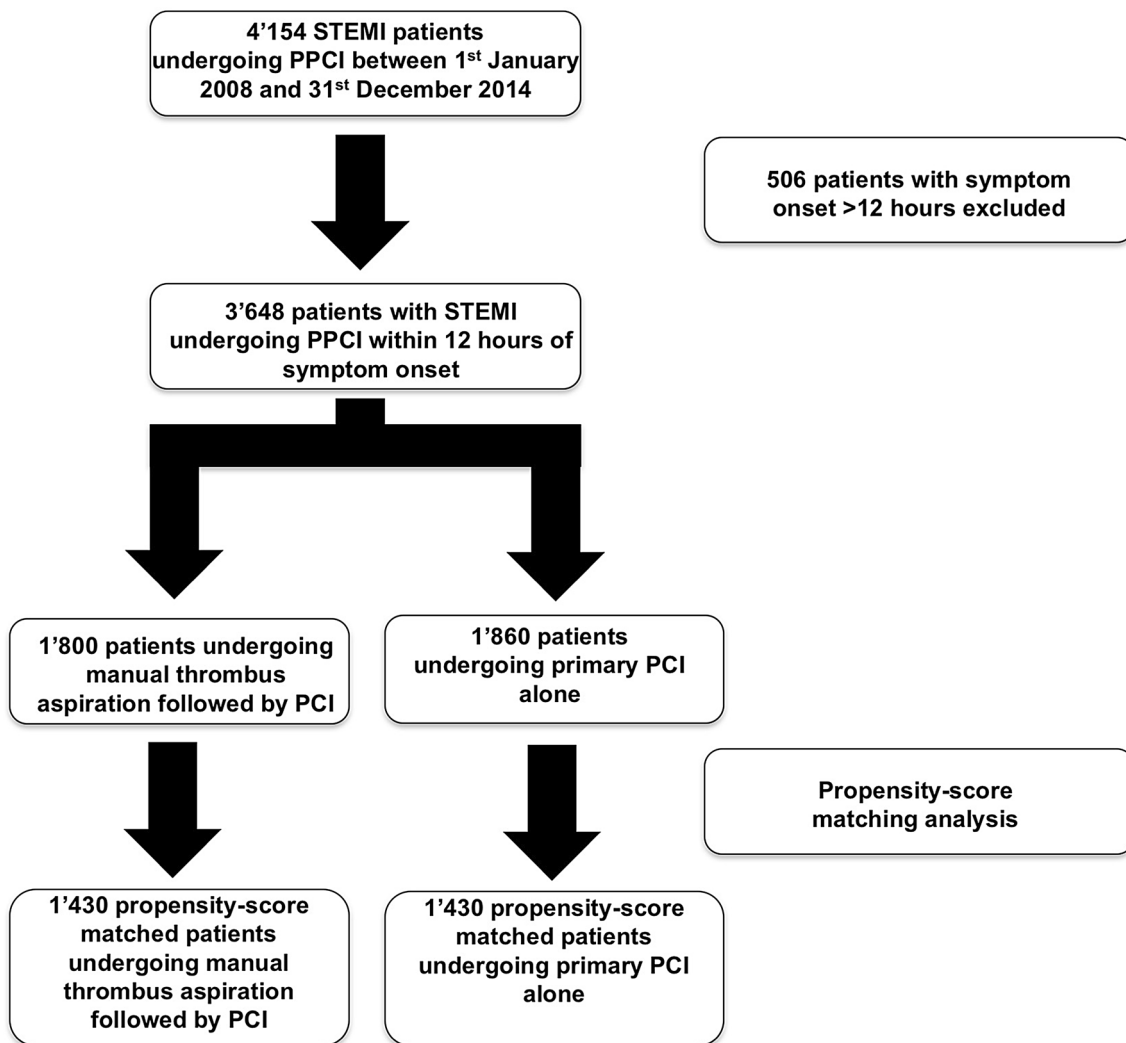 4’154 STEMI patients
undergoing PPCI between 1st January
2008 and 31st December 2014
506 patients with symptom
onset >12 hours excluded
3’648 patients with STEMI
undergoing PPCI within 12 hours of
symptom onset
1’800 patients undergoing
manual thrombus
aspiration followed by PCI
1’860 patients
undergoing primary PCI
alone
Propensity-score
matching analysis
1’430 propensity-score
matched patients
undergoing manual
thrombus aspiration
followed by PCI
1’430 propensity-score
matched patients
undergoing primary PCI
alone